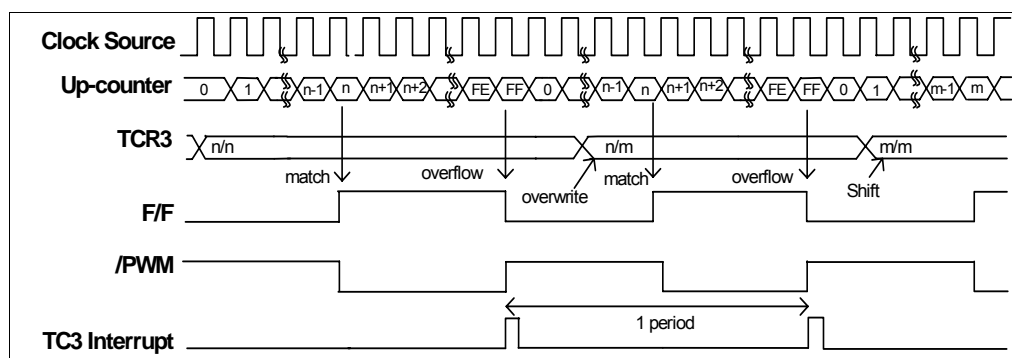 Clock Source
Up-counter
0 1 n-1 n n+1 n+2 FE FF 0 n-1 n n+1 n+2 FE FF 0 1 m-1 m
TCR3
n/n n/m m/m
match overflow overwrite match overflow Shift
F/F
/PWM
1 period
TC3 Interrupt